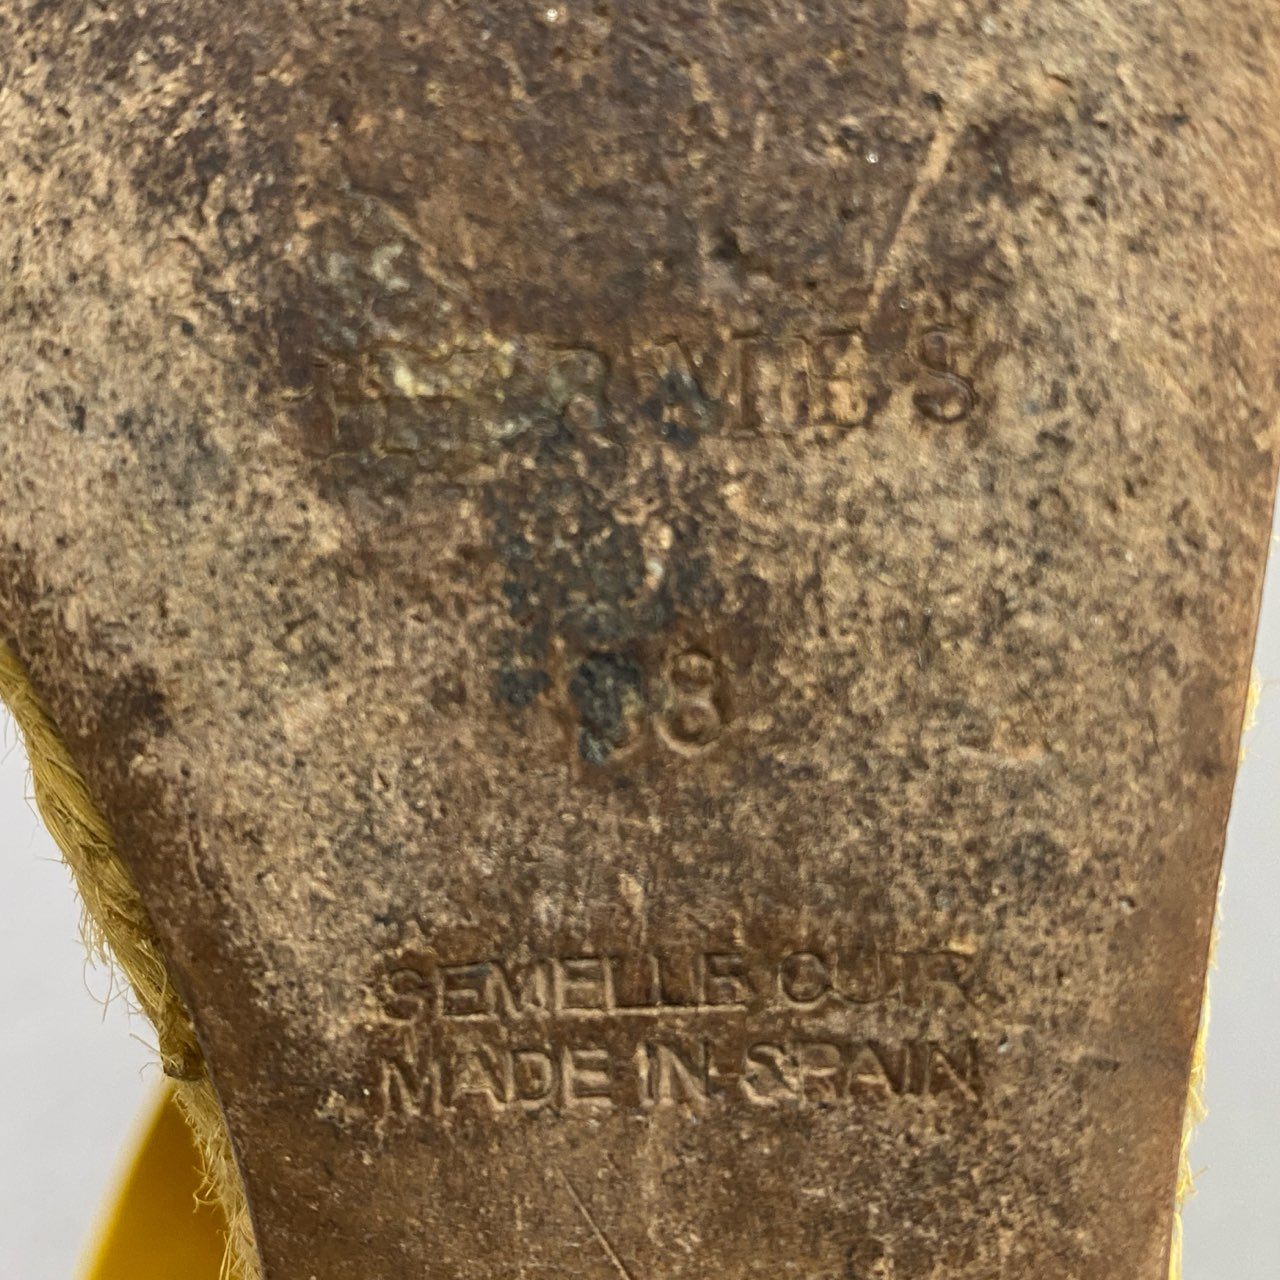 HERMES
38
SEMELLE CUIR
MADE IN SPAIN